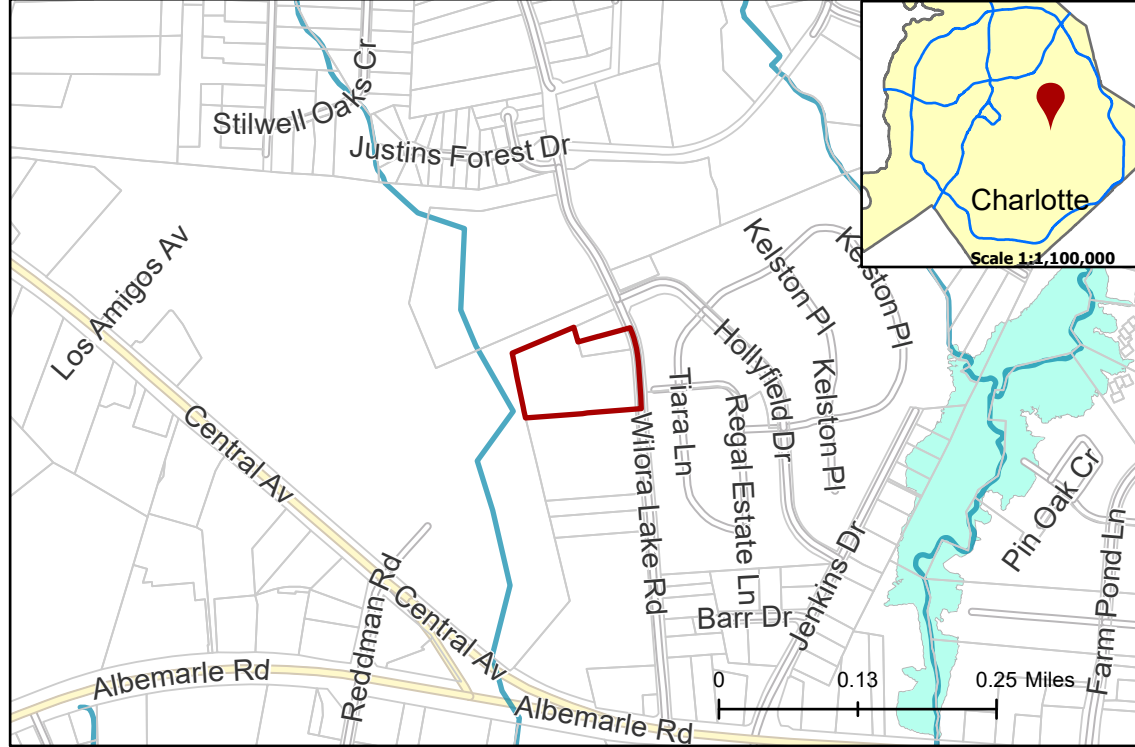 Stilwell Oaks Cr
Justins Forest Dr
Charlotte
Scale 1:1,100,000
Los Amigos Av
Kelston Pl
Kelston Pl
Hollyfield Dr
Kelston Pl
Tiara Ln
Regal Estate Ln
Wilora Lake Rd
Central Av
Pin Oak Cr
Farm Pond Ln
Jenkins Dr
Reddman Rd
Central Av
Barr Dr
Albemarle Rd
Albemarle Rd
0 0.13 0.25 Miles